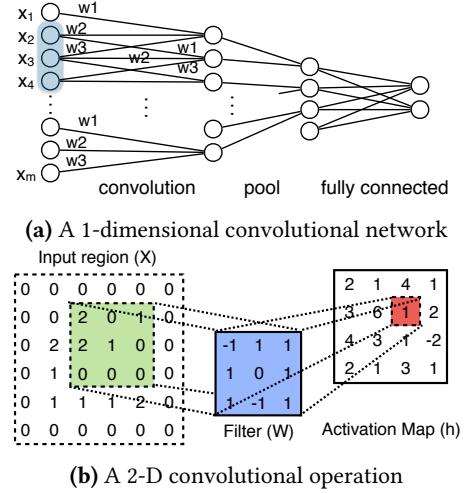 x1 w1
x2 w2
x3 w3 w2 w1
x4 w3
w1
w2
xm w3
convolution pool fully connected
(a) A 1-dimensional convolutional network
Input region (X)
0 0 0 0 0 0
0 0 2 0 1 0
0 2 2 1 0 0
0 1 0 0 0 0
0 1 1 1 2 0
0 0 0 0 0 0
-1 1 1
1 0 1
1 -1 1
Filter (W)
2 1 4 1
3 6 1 2
4 3 1 -2
2 1 3 1
Activation Map (h)
(b) A 2-D convolutional operation